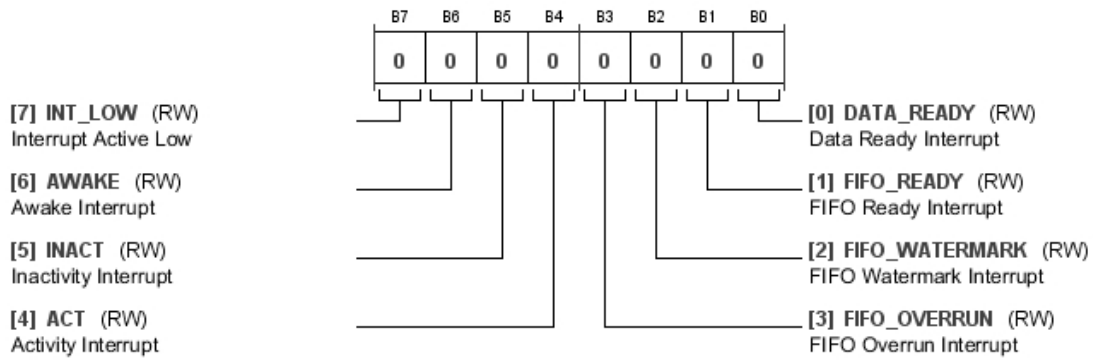 B7 B6 B5 B4 B3 B2 B1 B0
0 0 0 0 0 0 0 0
[7] INT_LOW (RW)
Interrupt Active Low
[6] AWAKE (RW)
Awake Interrupt
[5] INACT (RW)
Inactivity Interrupt
[4] ACT (RW)
Activity Interrupt
[0] DATA_READY (RW)
Data Ready Interrupt
[1] FIFO_READY (RW)
FIFO Ready Interrupt
[2] FIFO_WATERMARK (RW)
FIFO Watermark Interrupt
[3] FIFO_OVERRUN (RW)
FIFO Overrun Interrupt